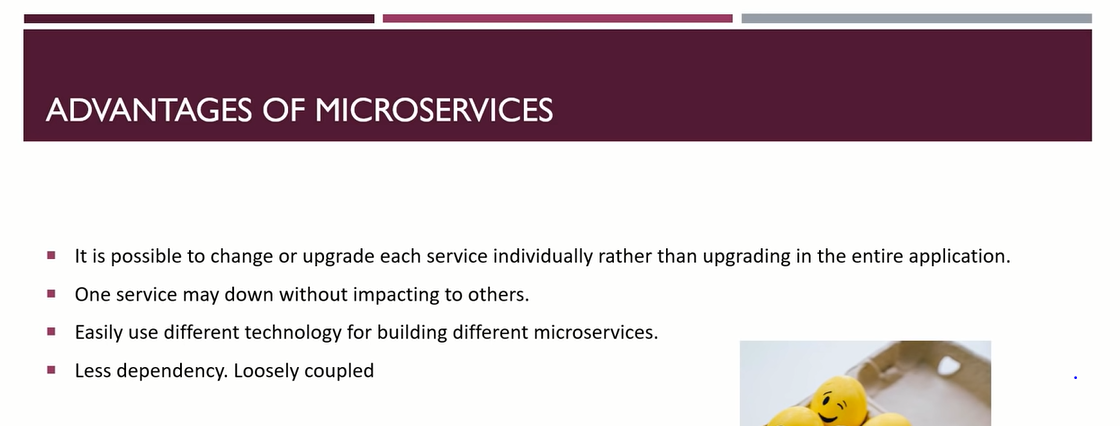 ADVANTAGES OF MICROSERVICES
It is possible to change or upgrade each service individually rather than upgrading in the entire application.
One service may down without impacting to others.
Easily use different technology for building different microservices.
Less dependency. Loosely coupled